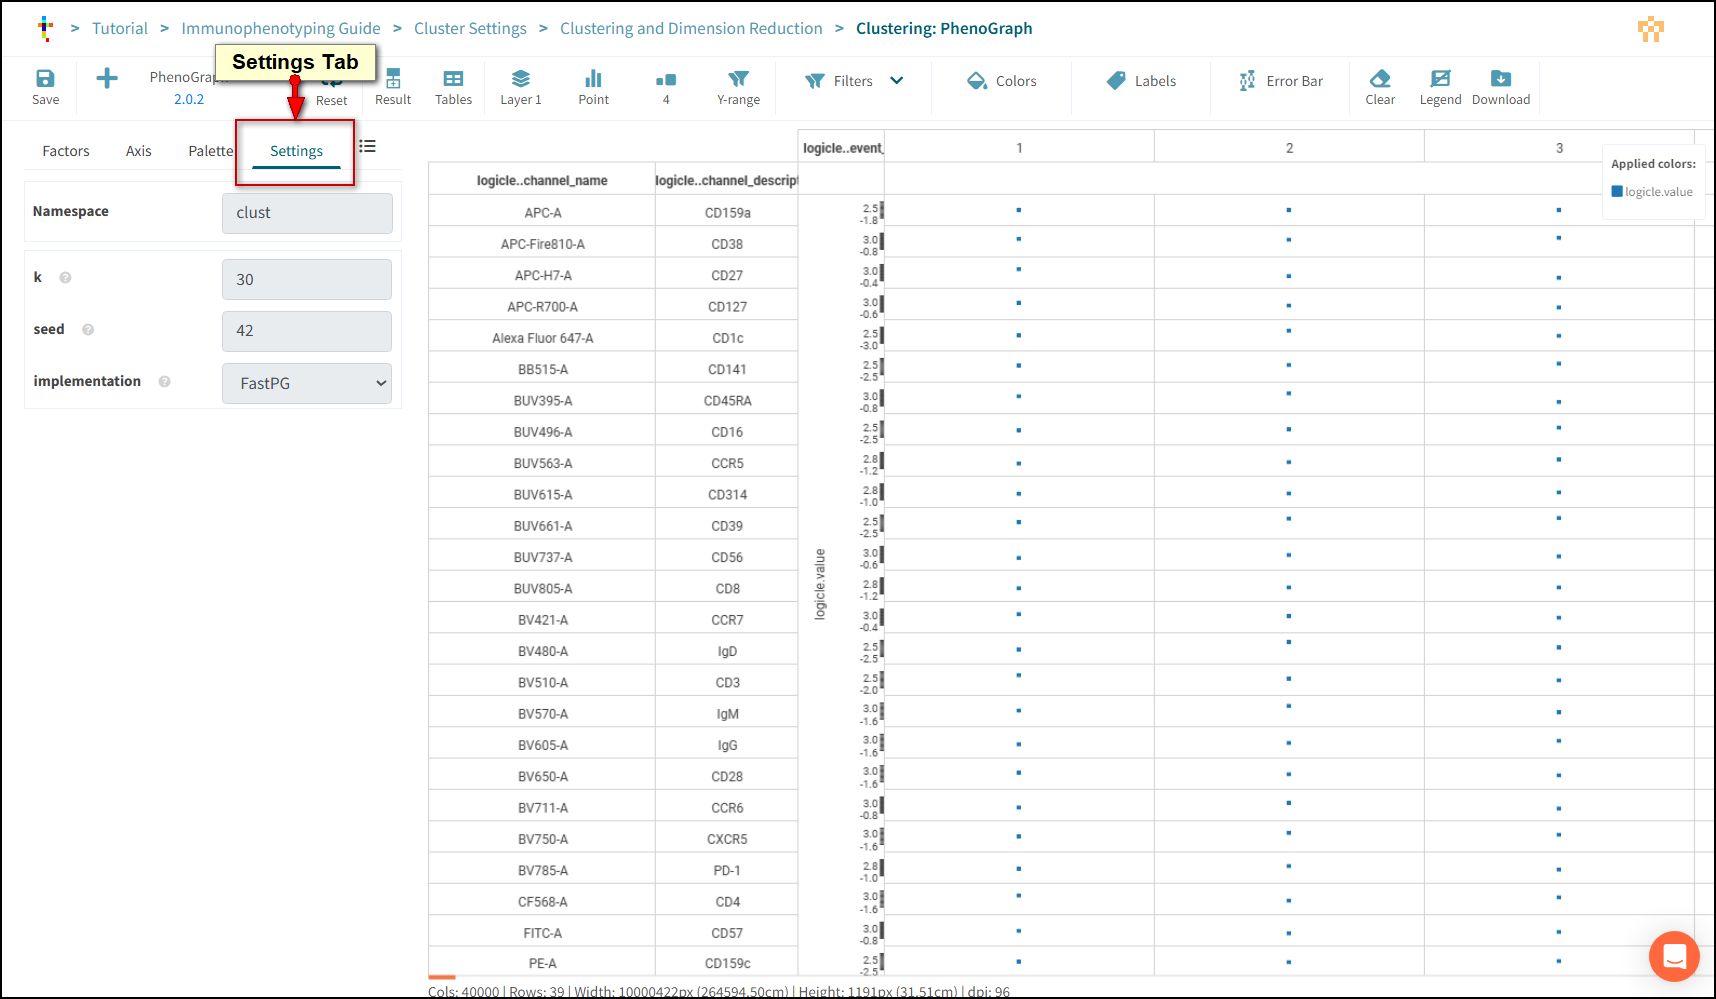 > Tutorial > Immunophenotyping Guide > Cluster Settings > Clustering and Dimension Reduction > Clustering: PhenoGraph
Settings Tab
Save
PhenoGraph
2.0.2
Reset
Result
Tables
Layer 1
Point
4
Y-range
Filters
Colors
Labels
Error Bar
Clear
Legend
Download
Factors Axis Palette Settings
Namespace clust
k 30
seed 42
implementation FastPG
logicle..event_ 1 2 3
Applied colors:
logicle.value
logicle..channel_name logicle..channel_descript
APC-A CD159a 2.5 -1.8
APC-Fire810-A CD38 3.0 -0.8
APC-H7-A CD27 3.0 -0.4
APC-R700-A CD127 3.0 -0.6
Alexa Fluor 647-A CD1c 2.5 -3.0
BB515-A CD141 2.5 -2.5
BUV395-A CD45RA 3.0 -0.8
BUV496-A CD16 2.5 -2.5
BUV563-A CCR5 2.8 -1.2
BUV615-A CD314 2.8 -1.0
BUV661-A CD39 2.5 -2.5
BUV737-A CD56 3.0 -0.6
BUV805-A CD8 2.8 -1.2
logicle.value
BV421-A CCR7 3.0 -0.4
BV480-A IgD 2.5 -2.5
BV510-A CD3 2.5 -2.0
BV570-A IgM 3.0 -1.6
BV605-A IgG 3.0 -1.6
BV650-A CD28 3.0 -1.6
BV711-A CCR6 3.0 -0.8
BV750-A CXCR5 3.0 -1.6
BV785-A PD-1 2.8 -1.0
CF568-A CD4 3.0 -1.6
FITC-A CD57 3.0 -0.8
PE-A CD159c 2.5 -2.5
Cols: 40000 | Rows: 39 | Width: 10000422px (264594.50cm) | Height: 1191px (31.51cm) | dpi: 96